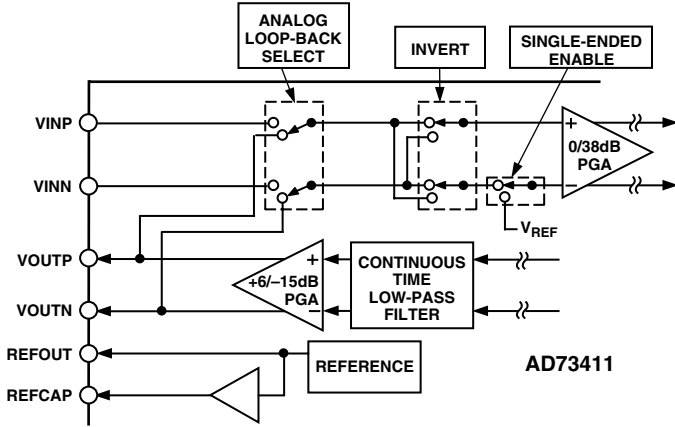 ANALOG
LOOP-BACK
SELECT
INVERT
SINGLE-ENDED
ENABLE
VINP
+
0/38dB
PGA
VINN
–
VREF
VOUTP
+
+6/–15dB
PGA
–
CONTINUOUS
TIME
LOW-PASS
FILTER
VOUTN
REFOUT
REFERENCE
AD73411
REFCAP